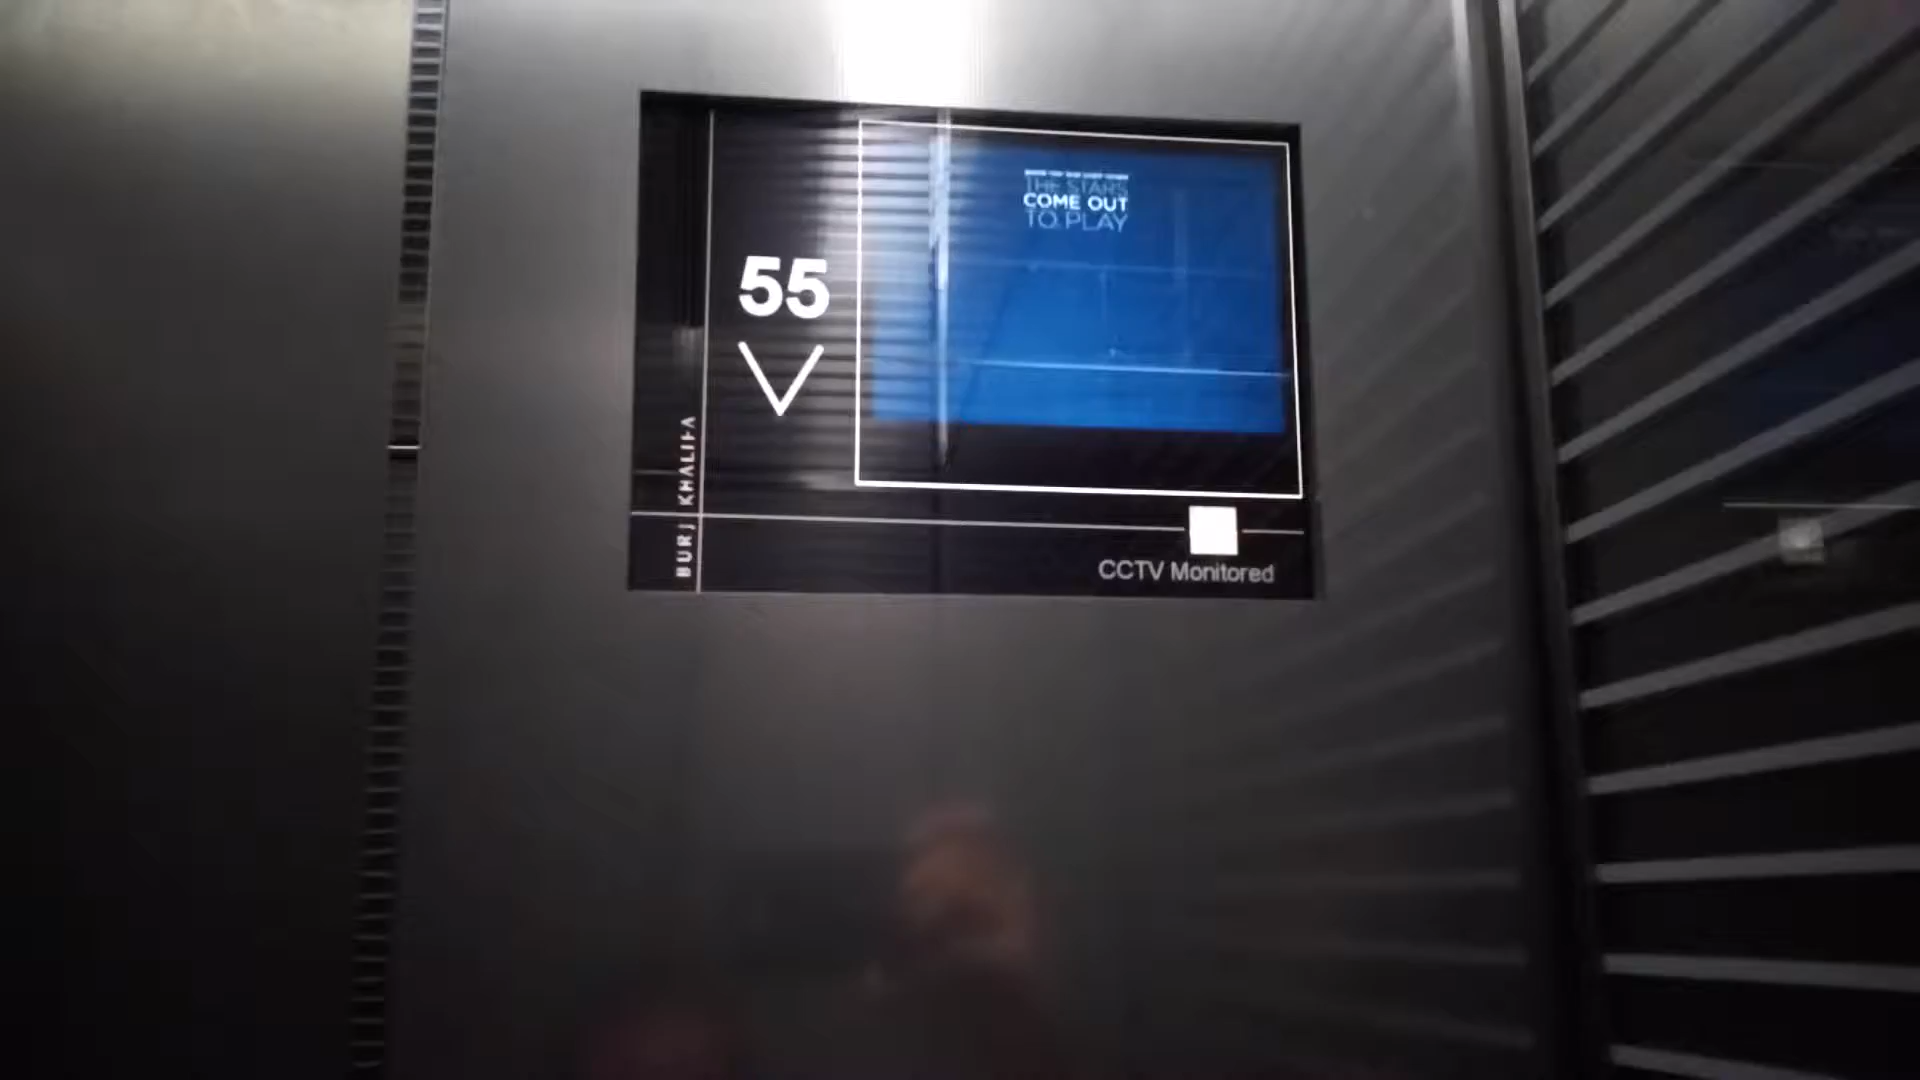 55
THE STARS
COME OUT
TO PLAY
BURJ KHALIFA
CCTV Monitored